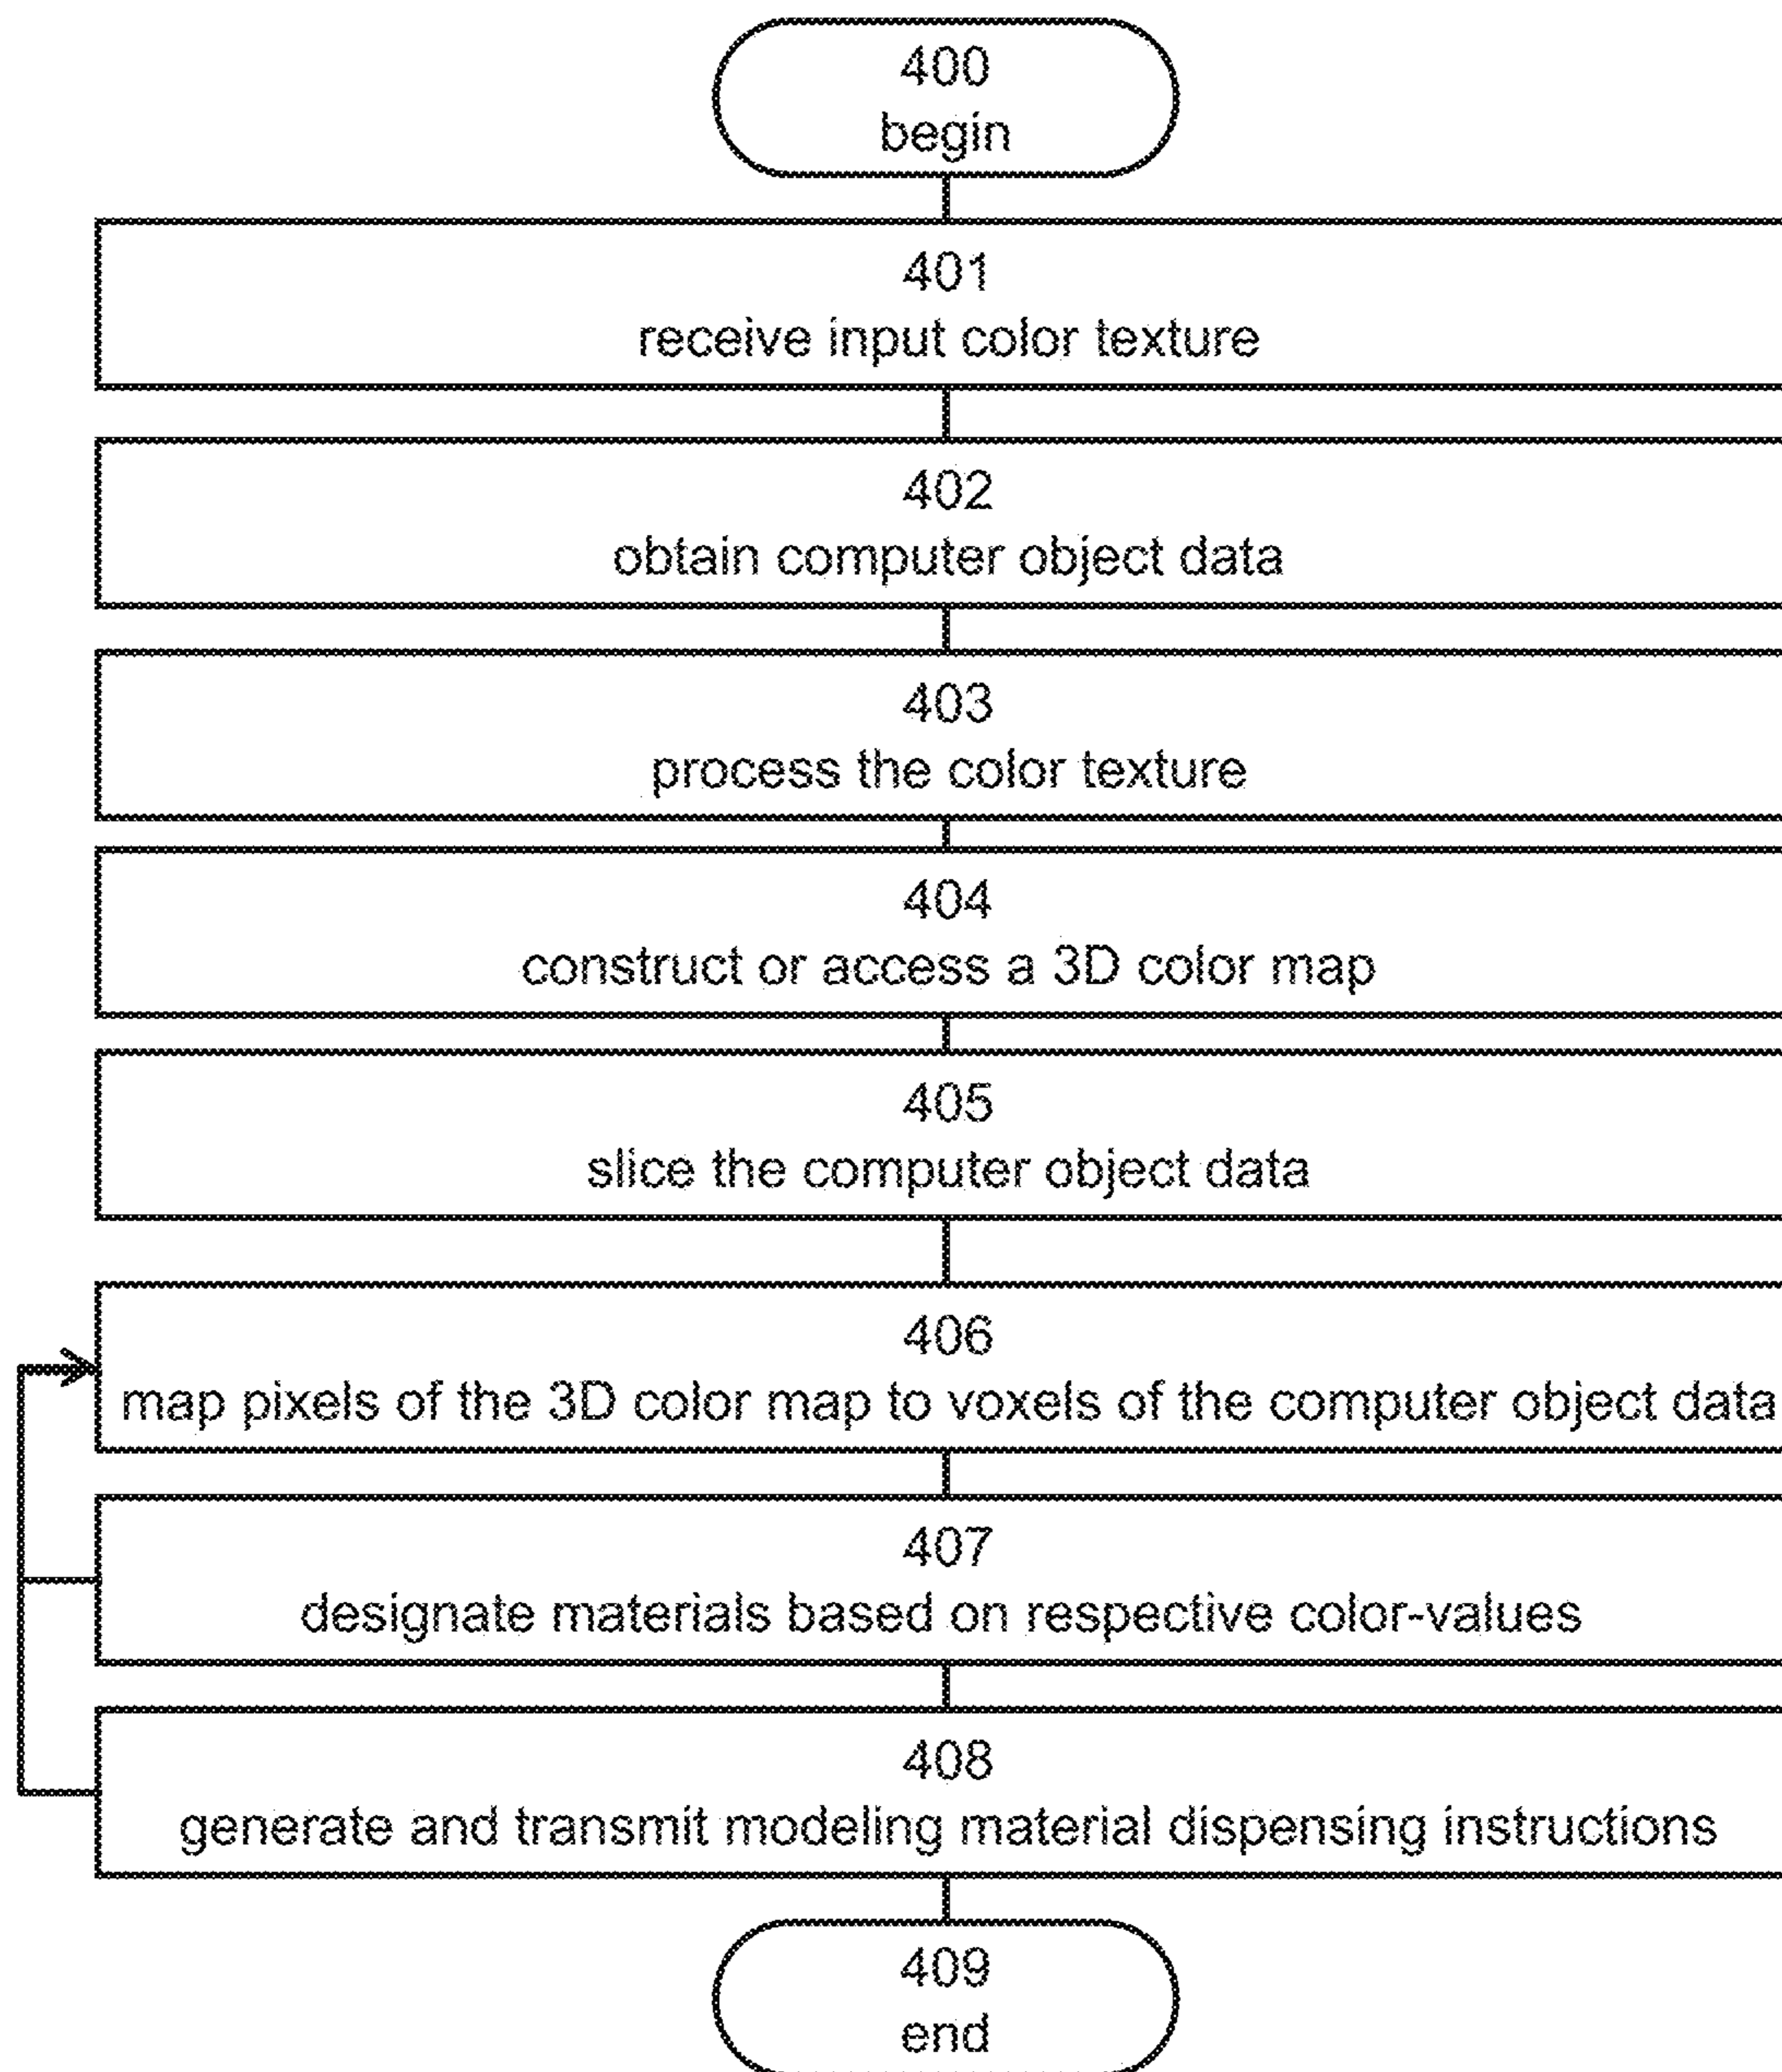 400
begin
401
receive input color texture
402
obtain computer object data
403
process the color texture
404
construct or access a 3D color map
405
slice the computer object data
406
map pixels of the 3D color map to voxels of the computer object data
407
designate materials based on respective color-values
408
generate and transmit modeling material dispensing instructions
409
end